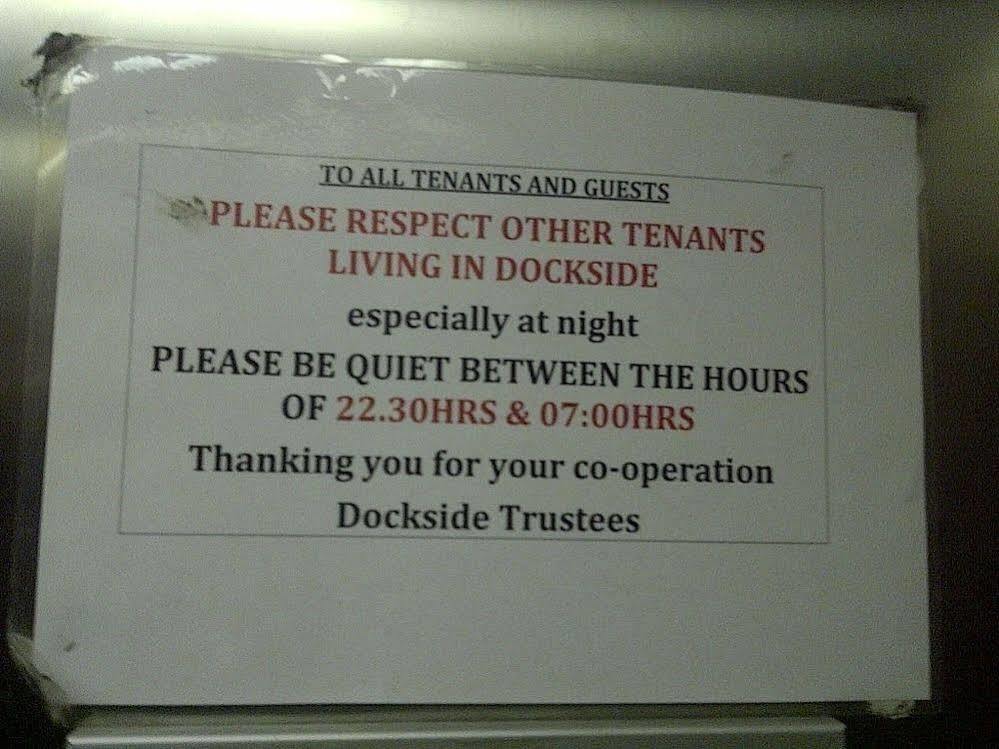 TO ALL TENANTS AND GUESTS
PLEASE RESPECT OTHER TENANTS
LIVING IN DOCKSIDE
especially at night
PLEASE BE QUIET BETWEEN THE HOURS
OF 22.30HRS & 07:00HRS
Thanking you for your co-operation
Dockside Trustees